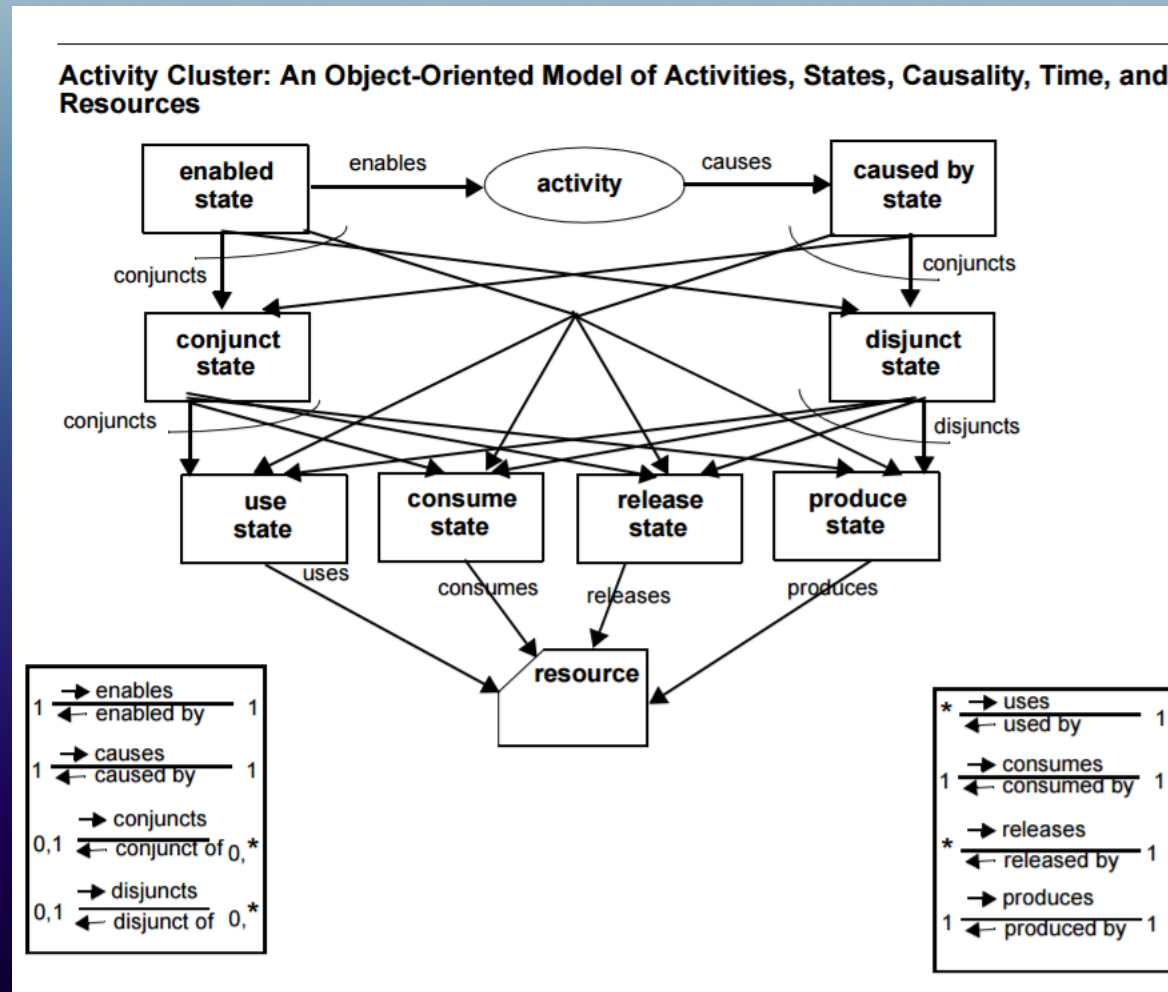 Activity Cluster: An Object-Oriented Model of Activities, States, Causality, Time, and
Resources
enabled
state
enables
activity
causes
caused by
state
conjuncts
conjuncts
conjunct
state
disjunct
state
conjuncts
disjuncts
use
state
consume
state
release
state
produce
state
uses
consumes
releases
produces
resource
1 enables 1
enabled by
1 causes 1
caused by
0,1 conjuncts
conjunct of 0,*
0,1 disjuncts
disjunct of 0,*
* uses 1
used by
1 consumes 1
consumed by
* releases 1
released by
1 produces 1
produced by